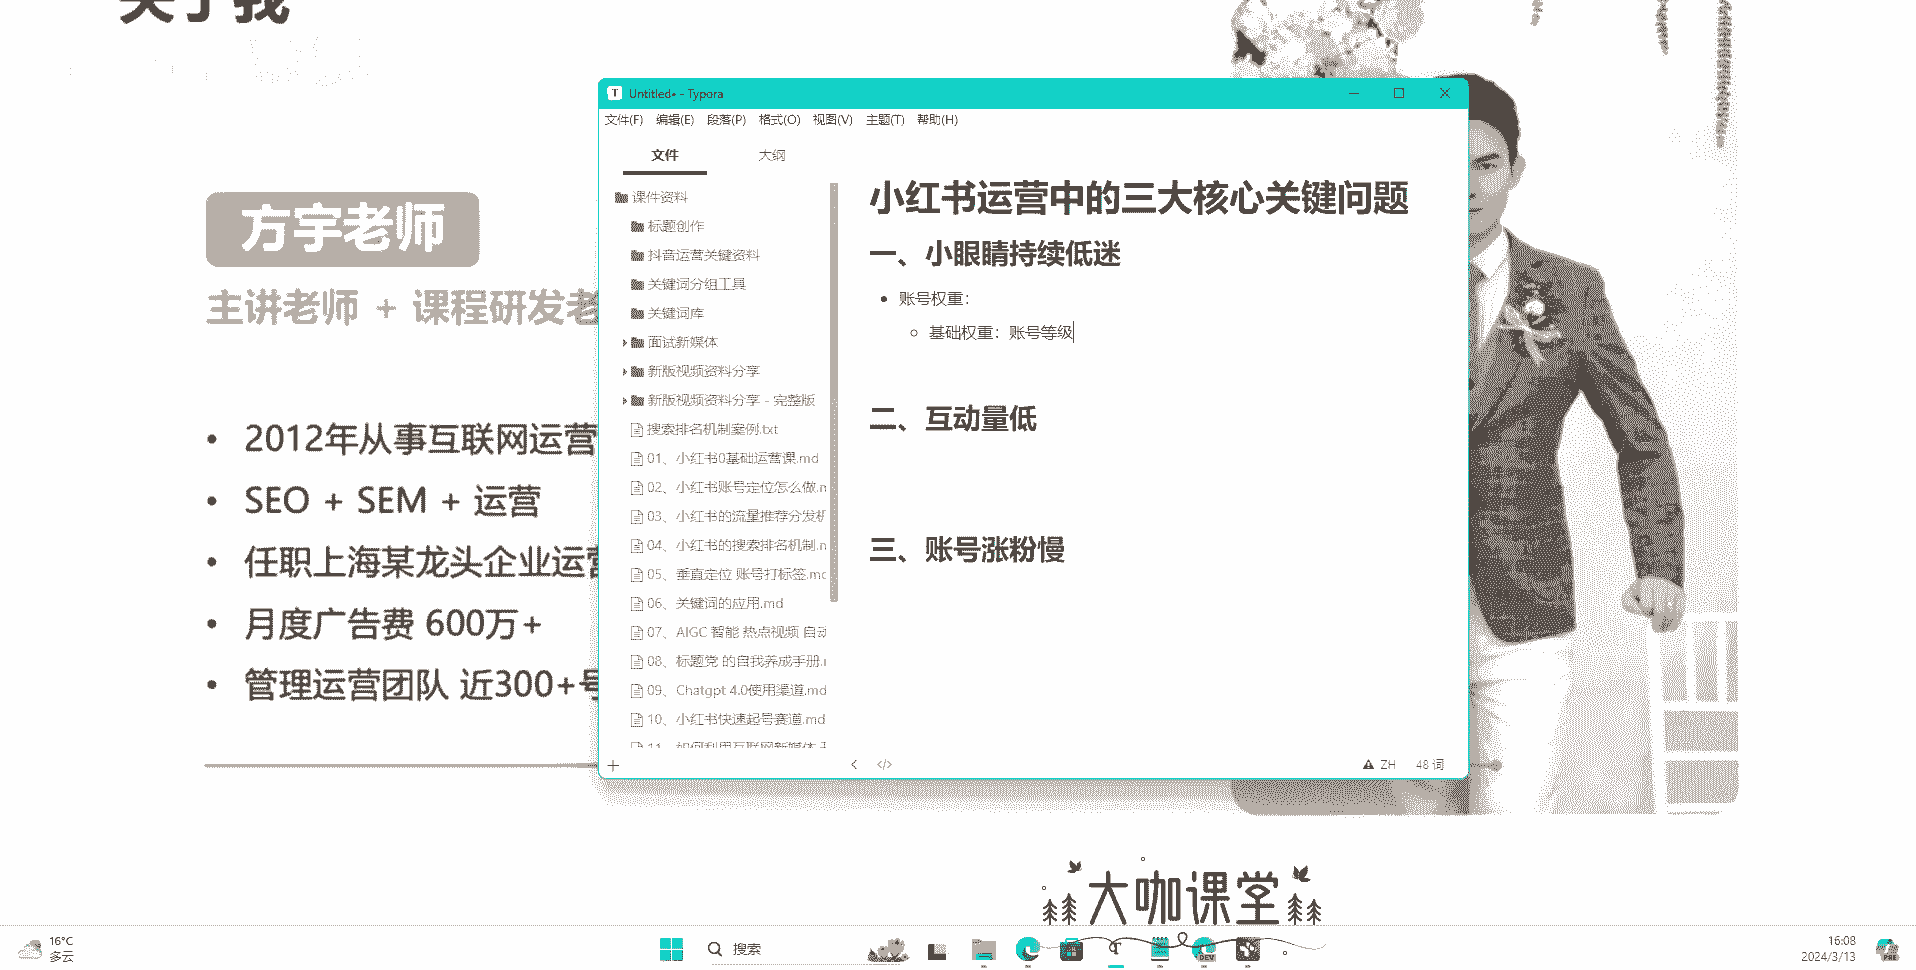 关于我
方宇老师
主讲老师 + 课程研发老
2012年从事互联网运营
SEO + SEM + 运营
任职上海某龙头企业运营
月度广告费 600万+
管理运营团队 近300+号
Untitled• - Typora
文件(F) 编辑(E) 段落(P) 格式(O) 视图(V) 主题(T) 帮助(H)
文件 大纲
课件资料
标题创作
抖音运营关键资料
关键词分组工具
关键词库
面试新媒体
新版视频资料分享
新版视频资料分享 - 完整版
搜索排名机制案例.txt
01、小红书0基础运营课.md
02、小红书账号定位怎么做.m
03、小红书的流量推荐分发机
04、小红书的搜索排名机制.m
05、垂直定位 账号打标签.md
06、关键词的应用.md
07、AIGC 智能 热点视频 自动
08、标题党 的自我养成手册.m
09、Chatgpt 4.0使用渠道.md
10、小红书快速起号赛道.md
11、如何利用互联网新媒体
小红书运营中的三大核心关键问题
一、小眼睛持续低迷
账号权重：
基础权重：账号等级
二、互动量低
三、账号涨粉慢
ZH 48 词
大咖课堂
16°C
多云
搜索
DEV
16:08
2024/3/13
PRE